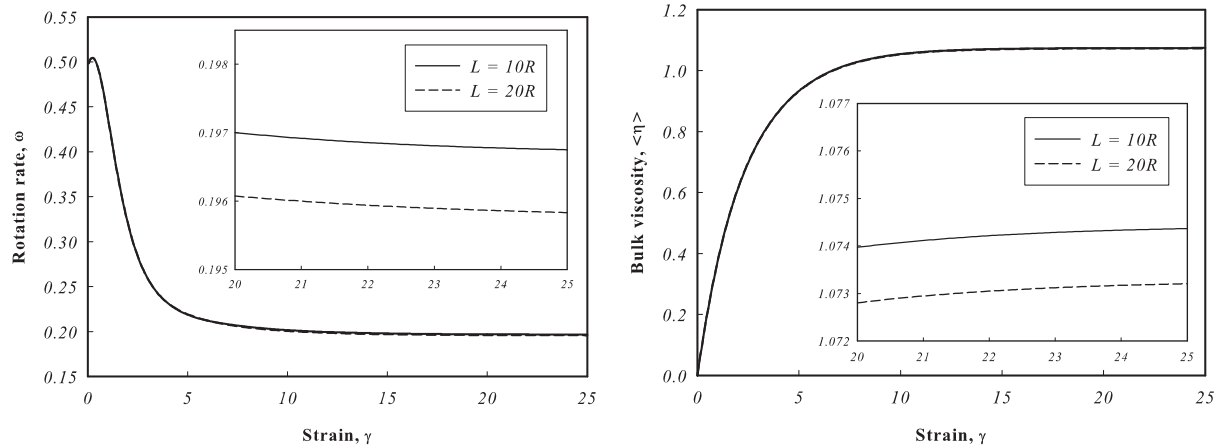 Rotation rate, ω
0.55
0.50
0.45
0.40
0.35
0.30
0.25
0.20
0.15
0 5 10 15 20 25
Strain, γ
0.198
0.197
0.196
0.195
20 21 22 23 24 25
L = 10R
L = 20R
Bulk viscosity, <η>
1.2
1.0
0.8
0.6
0.4
0.2
0.0
0 5 10 15 20 25
Strain, γ
1.077
1.076
1.075
1.074
1.073
1.072
20 21 22 23 24 25
L = 10R
L = 20R